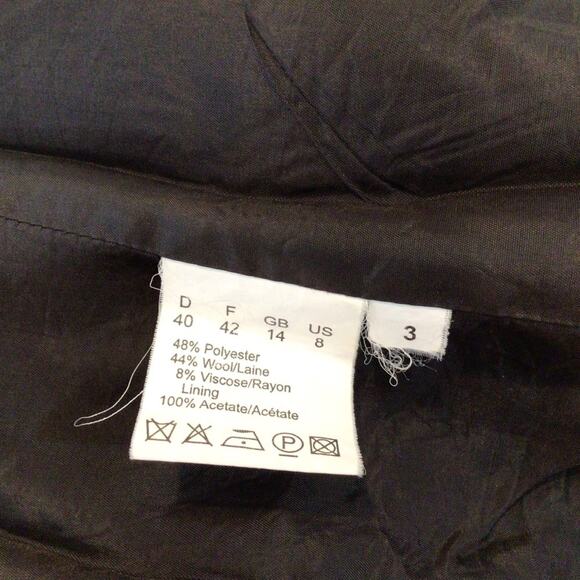 D F GB US
40 42 14 8
48% Polyester
44% Wool/Laine
8% Viscose/Rayon
Lining
100% Acetate/Acétate
P
3